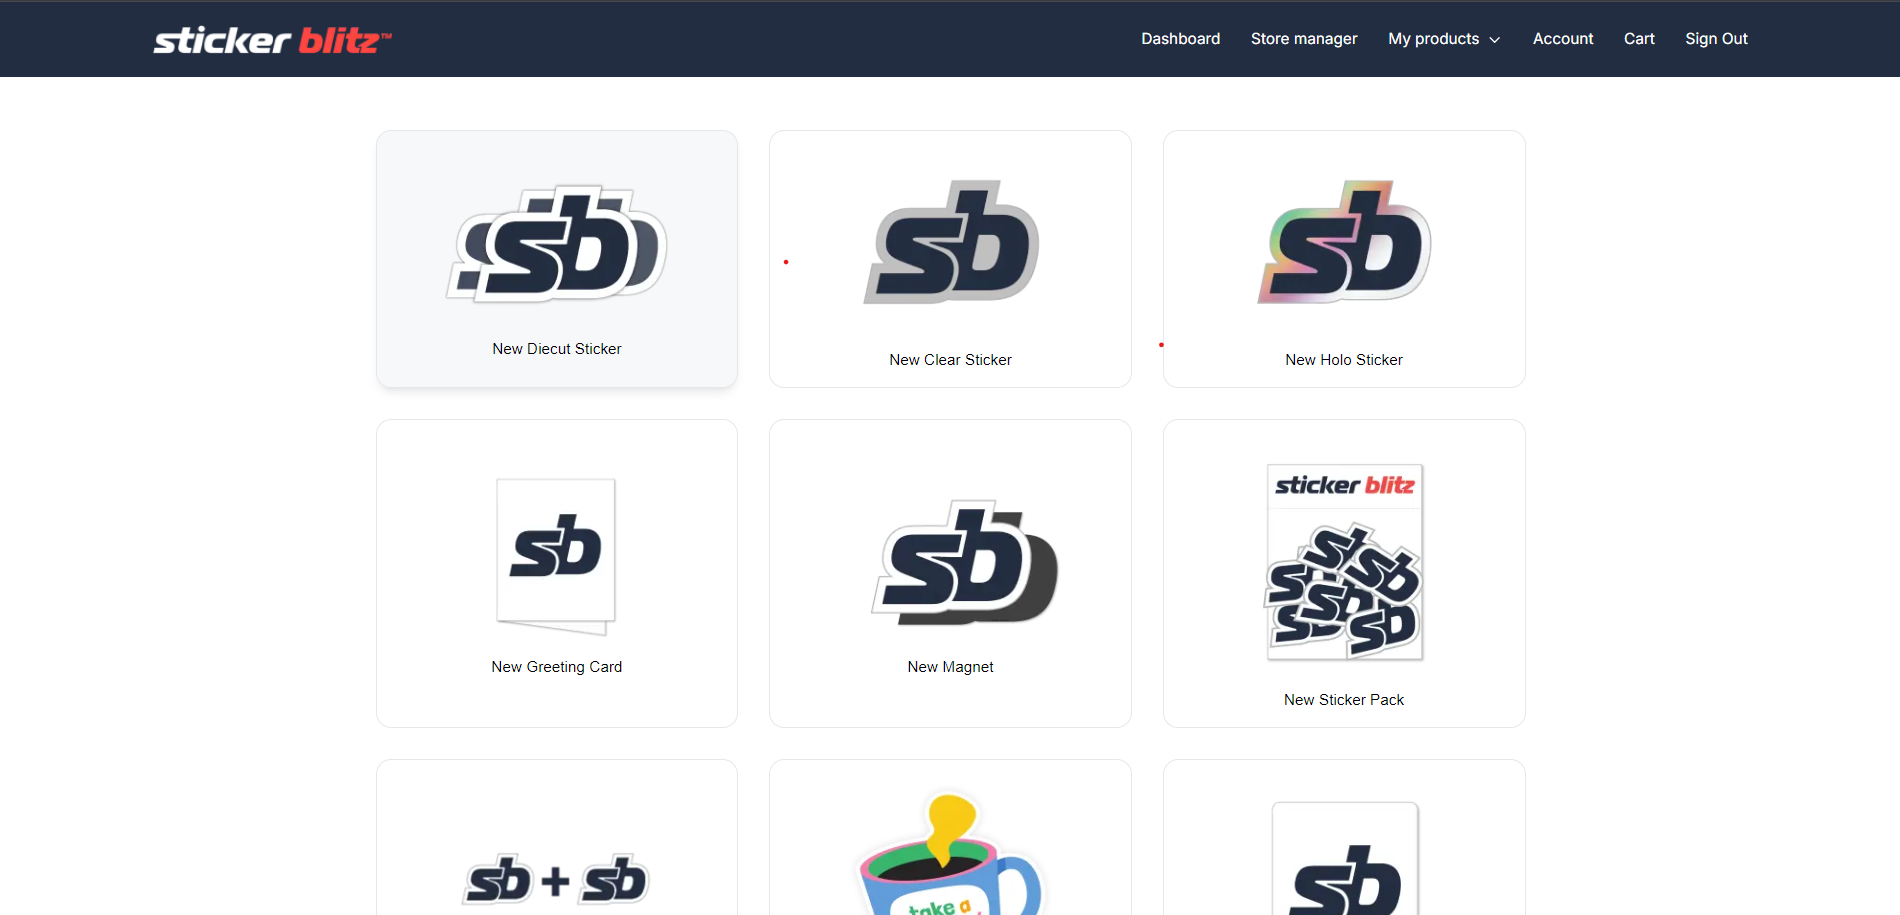 sticker blitz™
Dashboard
Store manager
My products
Account
Cart
Sign Out
sb
New Diecut Sticker
sb
New Clear Sticker
sb
New Holo Sticker
sb
New Greeting Card
sb
New Magnet
sticker blitz
sb
sb
sb
sb
sb
sb
New Sticker Pack
sb + sb
take a
sb